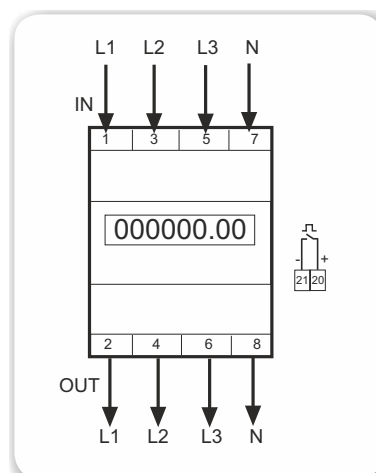 L1 L2 L3 N
IN
1 3 5 7
000000.00
- +
21 20
2 4 6 8
OUT
L1 L2 L3 N